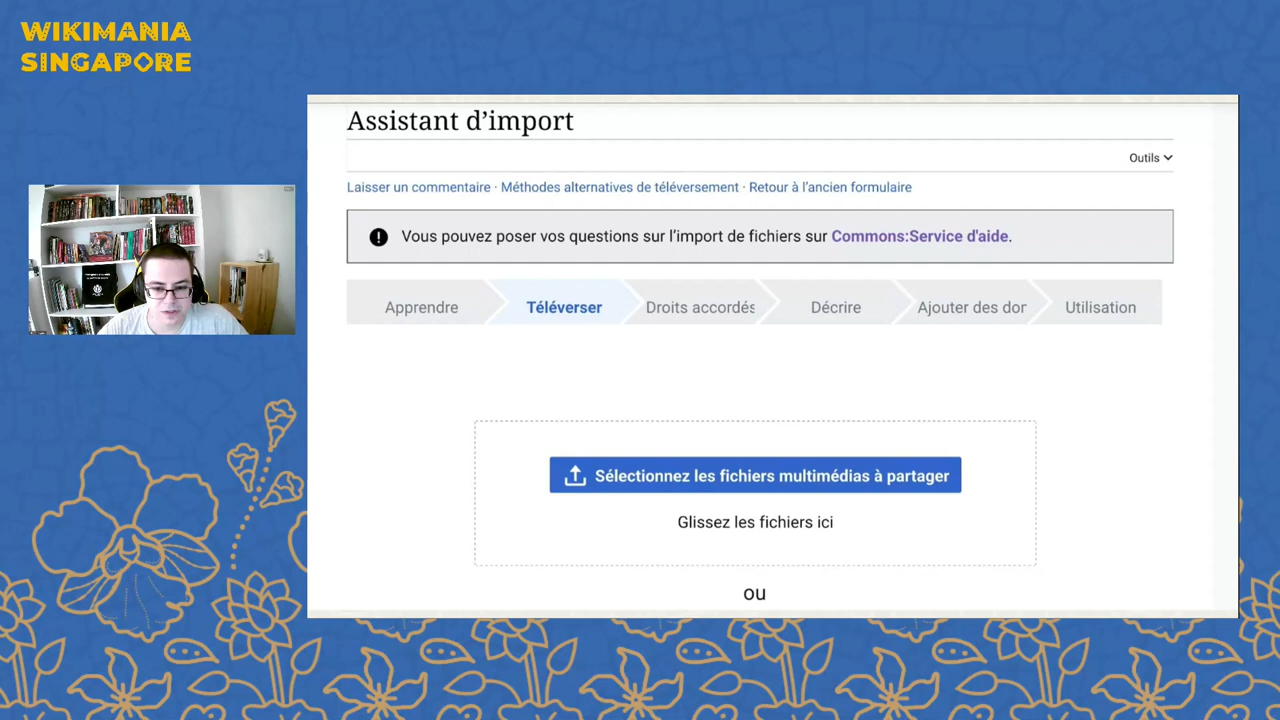 WIKIMANIA
SINGAPORE
Assistant d’import
Outils
Laisser un commentaire · Méthodes alternatives de téléversement · Retour à l’ancien formulaire
Vous pouvez poser vos questions sur l’import de fichiers sur Commons:Service d'aide.
Apprendre Téléverser Droits accordés Décrire Ajouter des dor Utilisation
Sélectionnez les fichiers multimédias à partager
Glissez les fichiers ici
ou